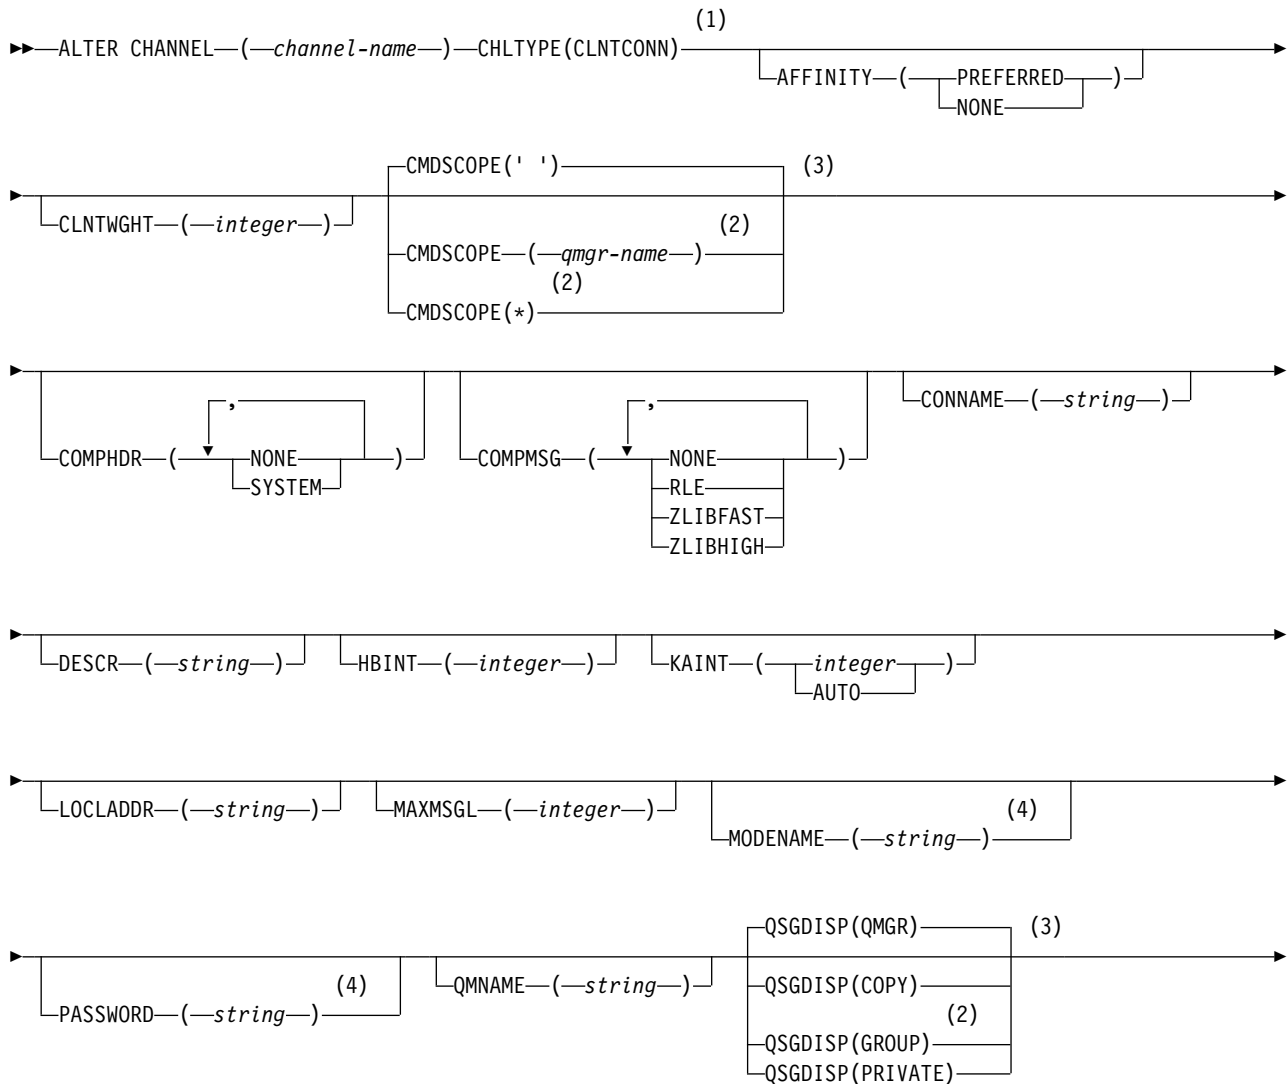 (1)
ALTER CHANNEL ( channel-name ) CHLTYPE(CLNTCONN)
AFFINITY ( PREFERRED )
NONE
CMDSCOPE(' ') (3)
CLNTWGHT ( integer )
(2)
CMDSCOPE ( qmgr-name )
(2)
CMDSCOPE(*)
, ,
CONNAME ( string )
COMPHDR ( NONE ) COMPMSG ( NONE )
SYSTEM RLE
ZLIBFAST
ZLIBHIGH
DESCR ( string ) HBINT ( integer ) KAINT ( integer )
AUTO
LOCLADDR ( string ) MAXMSGL ( integer ) (4)
MODENAME ( string )
QSGDISP(QMGR) (3)
(4) QMNAME ( string ) QSGDISP(COPY)
PASSWORD ( string ) (2)
QSGDISP(GROUP)
QSGDISP(PRIVATE)